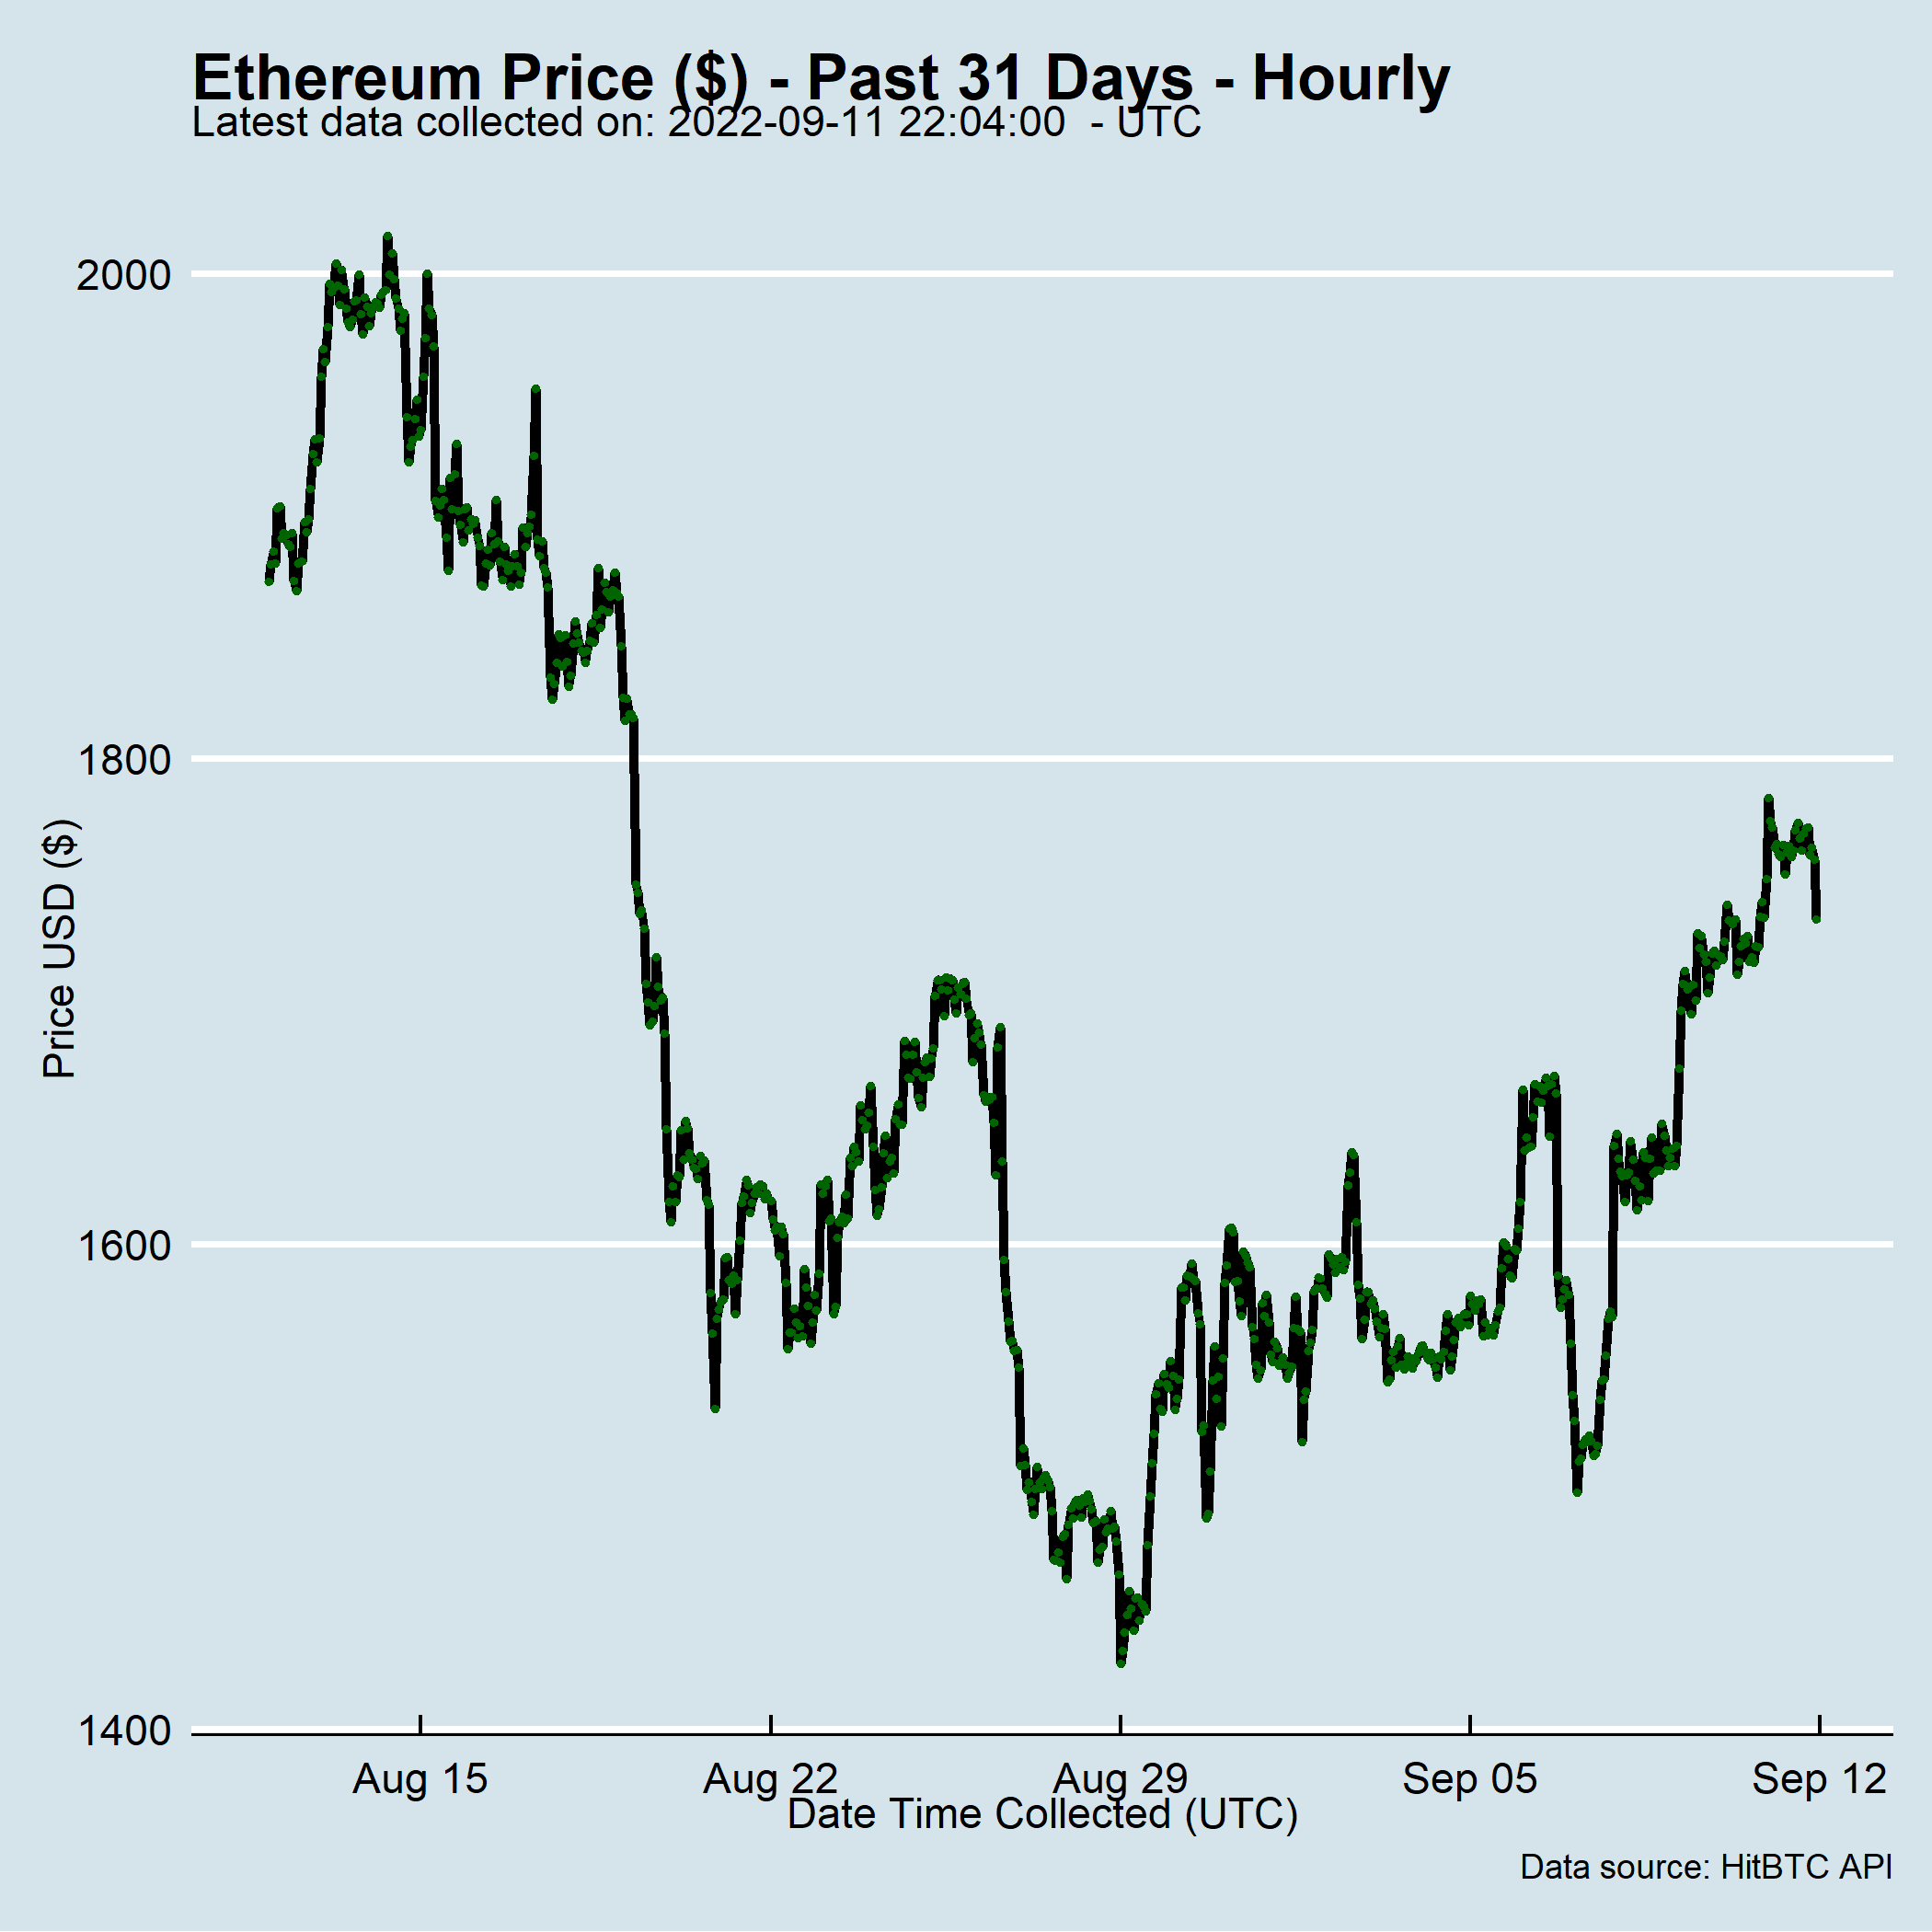 Ethereum Price ($) - Past 31 Days - Hourly
Latest data collected on: 2022-09-11 22:04:00  - UTC
Price USD ($)
2000
1800
1600
1400
Aug 15
Aug 22
Aug 29
Sep 05
Sep 12
Date Time Collected (UTC)
Data source: HitBTC API